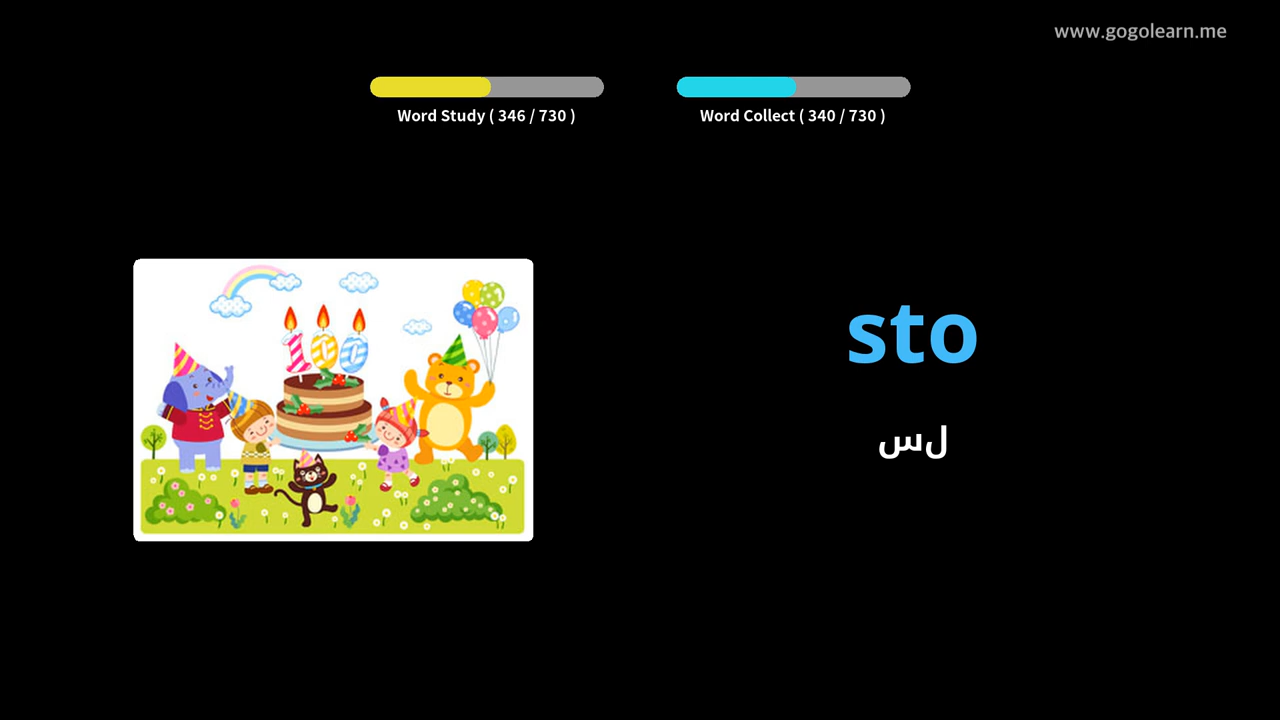 www.gogolearn.me
Word Study ( 346 / 730 )
Word Collect ( 340 / 730 )
100
sto
لس